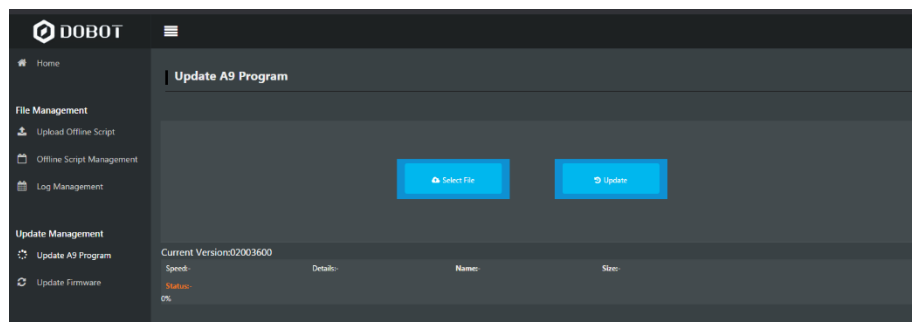 DOBOT
Home
Update A9 Program
File Management
Upload Offline Script
Offline Script Management
Log Management
Select File
Update
Update Management
Update A9 Program
Update Firmware
Current Version:02003600
Speed:- Details:- Name:- Size:-
Status:-
0%